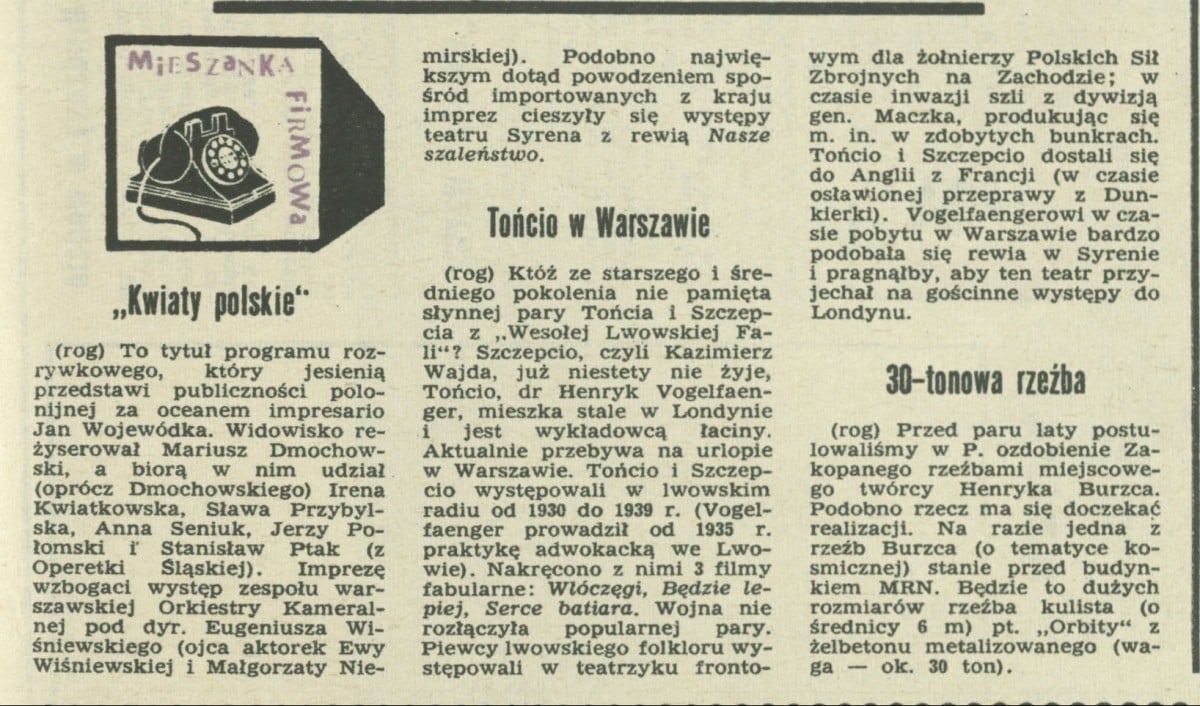 MiESZaNKA
FiRMOWa
„Kwiaty polskie“
(rog) To tytuł programu roz-
rywkowego, który jesienią
przedstawi publiczności polo-
nijnej za oceanem impresario
Jan Wojewódka. Widowisko re-
żyserował Mariusz Dmochow-
ski, a biorą w nim udział
(oprócz Dmochowskiego) Irena
Kwiatkowska, Sława Przybyl-
ska, Anna Seniuk, Jerzy Po-
łomski i Stanisław Ptak (z
Operetki Śląskiej). Imprezę
wzbogaci występ zespołu war-
szawskiej Orkiestry Kameral-
nej pod dyr. Eugeniusza Wi-
śniewskiego (ojca aktorek Ewy
Wiśniewskiej i Małgorzaty Nie-
mirskiej). Podobno najwię-
kszym dotąd powodzeniem spo-
śród importowanych z kraju
imprez cieszyły się występy
teatru Syrena z rewią Nasze
szaleństwo.
Tońcio w Warszawie
(rog) Któż ze starszego i śre-
dniego pokolenia nie pamięta
słynnej pary Tońcia i Szczep-
cia z „Wesołej Lwowskiej Fa-
li“? Szczepcio, czyli Kazimierz
Wajda, już niestety nie żyje,
Tońcio, dr Henryk Vogelfaen-
ger, mieszka stale w Londynie
i jest wykładowcą łaciny.
Aktualnie przebywa na urlopie
w Warszawie. Tońcio i Szczep-
cio występowali w lwowskim
radiu od 1930 do 1939 r. (Vogel-
faenger prowadził od 1935 r.
praktykę adwokacką we Lwo-
wie). Nakręcono z nimi 3 filmy
fabularne: Włóczęgi, Będzie le-
piej, Serce batiara. Wojna nie
rozłączyła popularnej pary.
Piewcy lwowskiego folkloru wy-
stępowali w teatrzyku fronto-
wym dla żołnierzy Polskich Sił
Zbrojnych na Zachodzie; w
czasie inwazji szli z dywizją
gen. Maczka, produkując się
m. in. w zdobytych bunkrach.
Tońcio i Szczepcio dostali się
do Anglii z Francji (w czasie
osławionej przeprawy z Dun-
kierki). Vogelfaengerowi w cza-
sie pobytu w Warszawie bardzo
podobała się rewia w Syrenie
i pragnąłby, aby ten teatr przy-
jechał na gościnne występy do
Londynu.
30-tonowa rzeźba
(rog) Przed paru laty postu-
lowaliśmy w P. ozdobienie Za-
kopanego rzeźbami miejscowe-
go twórcy Henryka Burzca.
Podobno rzecz ma się doczekać
realizacji. Na razie jedna z
rzeźb Burzca (o tematyce ko-
smicznej) stanie przed budyn-
kiem MRN. Będzie to dużych
rozmiarów rzeźba kulista (o
średnicy 6 m) pt. „Orbity“ z
żelbetonu metalizowanego (wa-
ga — ok. 30 ton).